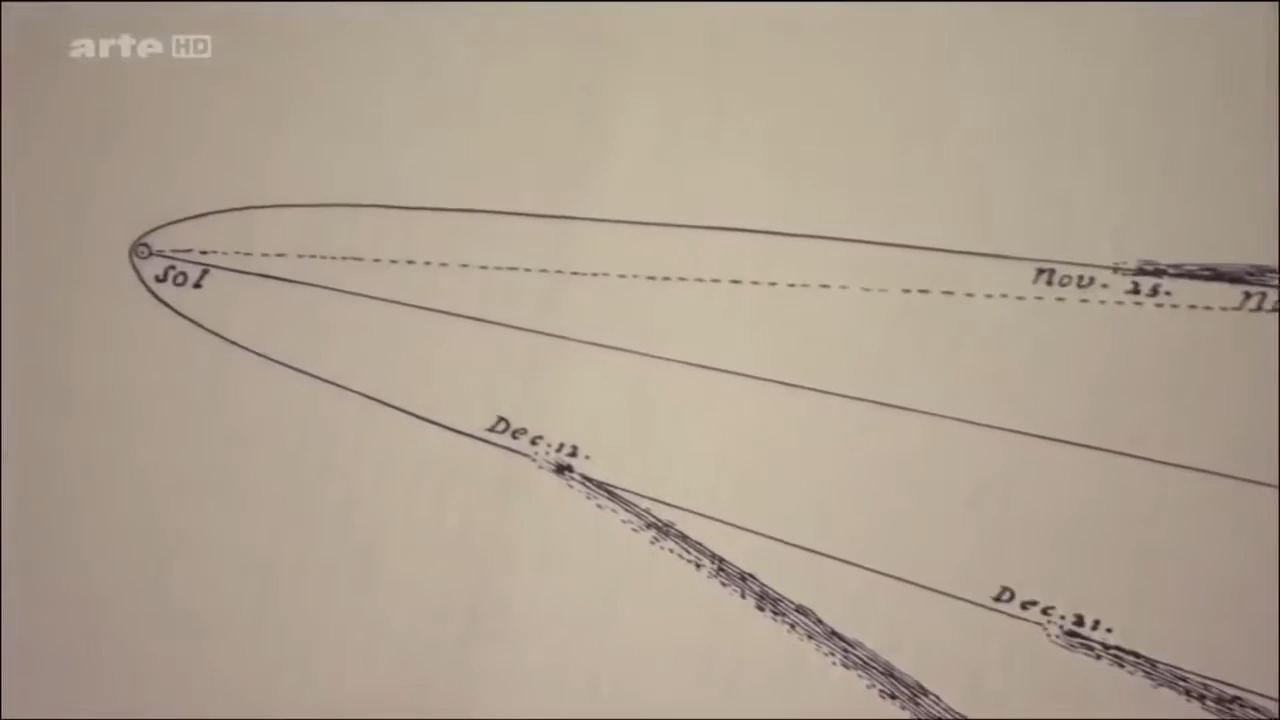 arte HD
Sol
Nov. 25.
Dec. 12.
Dec. 21.